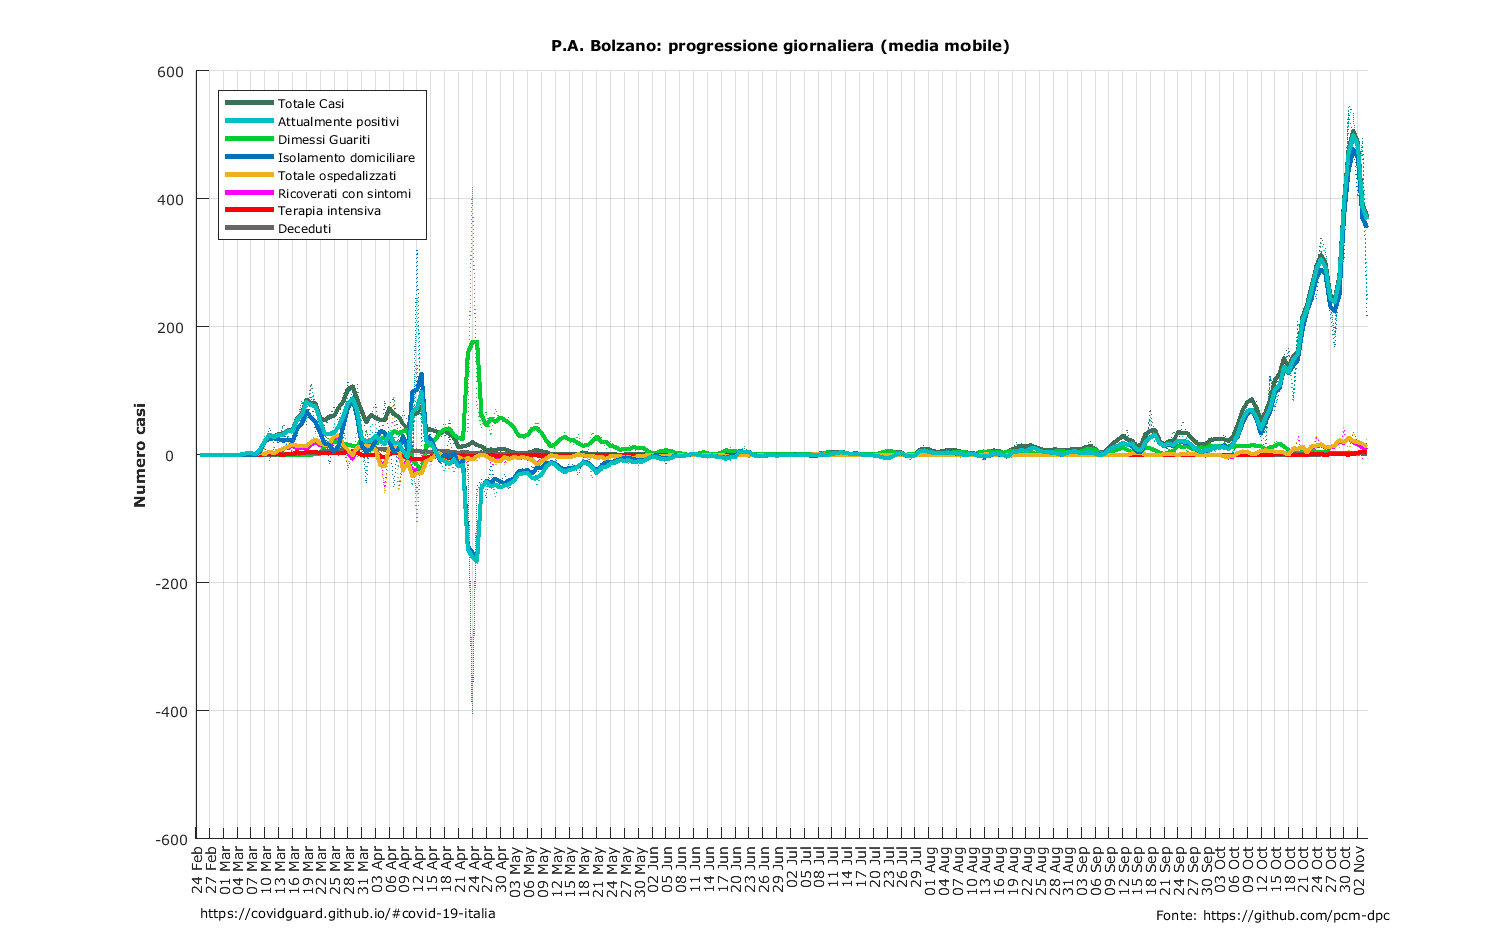 P.A. Bolzano: progressione giornaliera (media mobile)
600
400
200
0
-200
-400
-600
Numero casi
Totale Casi
Attualmente positivi
Dimessi Guariti
Isolamento domiciliare
Totale ospedalizzati
Ricoverati con sintomi
Terapia intensiva
Deceduti
24 Feb
27 Feb
01 Mar
04 Mar
07 Mar
10 Mar
13 Mar
16 Mar
19 Mar
22 Mar
25 Mar
28 Mar
31 Mar
03 Apr
06 Apr
09 Apr
12 Apr
15 Apr
18 Apr
21 Apr
24 Apr
27 Apr
30 Apr
03 May
06 May
09 May
12 May
15 May
18 May
21 May
24 May
27 May
30 May
02 Jun
05 Jun
08 Jun
11 Jun
14 Jun
17 Jun
20 Jun
23 Jun
26 Jun
29 Jun
02 Jul
05 Jul
08 Jul
11 Jul
14 Jul
17 Jul
20 Jul
23 Jul
26 Jul
29 Jul
01 Aug
04 Aug
07 Aug
10 Aug
13 Aug
16 Aug
19 Aug
22 Aug
25 Aug
28 Aug
31 Aug
03 Sep
06 Sep
09 Sep
12 Sep
15 Sep
18 Sep
21 Sep
24 Sep
27 Sep
30 Sep
03 Oct
06 Oct
09 Oct
12 Oct
15 Oct
18 Oct
21 Oct
24 Oct
27 Oct
30 Oct
02 Nov
https://covidguard.github.io/#covid-19-italia
Fonte: https://github.com/pcm-dpc